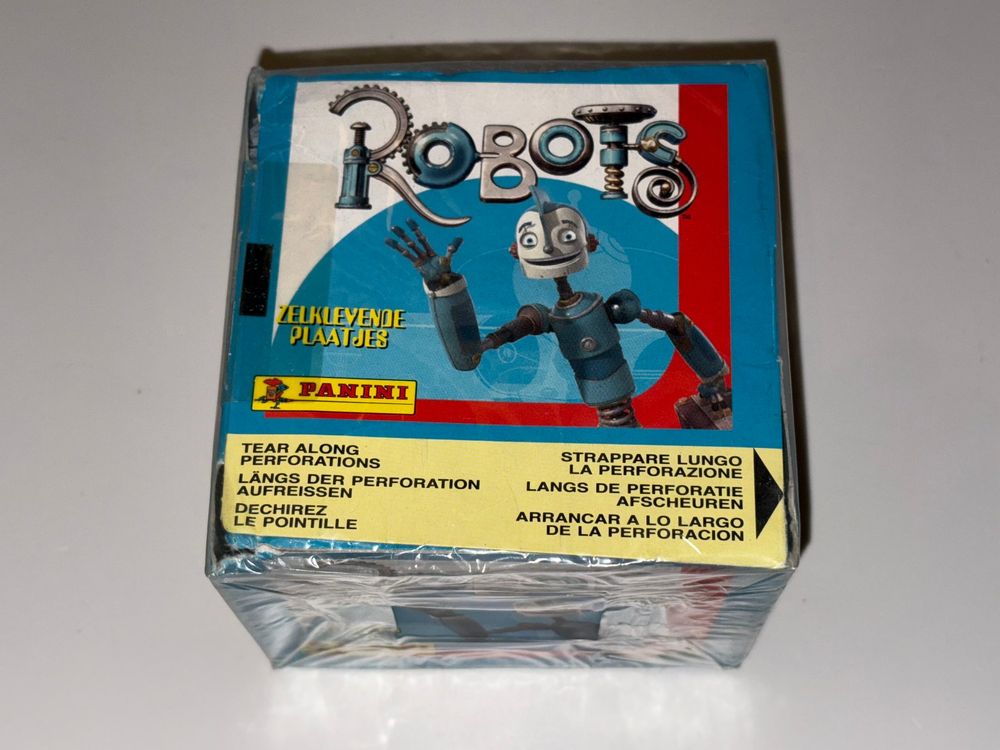 ROBOTS
ZELKLEVENDE
PLAATJES
PANINI
TEAR ALONG
PERFORATIONS
LÄNGS DER PERFORATION
AUFREISSEN
DECHIREZ
LE POINTILLE
STRAPPARE LUNGO
LA PERFORAZIONE
LANGS DE PERFORATIE
AFSCHEUREN
ARRANCAR A LO LARGO
DE LA PERFORACION